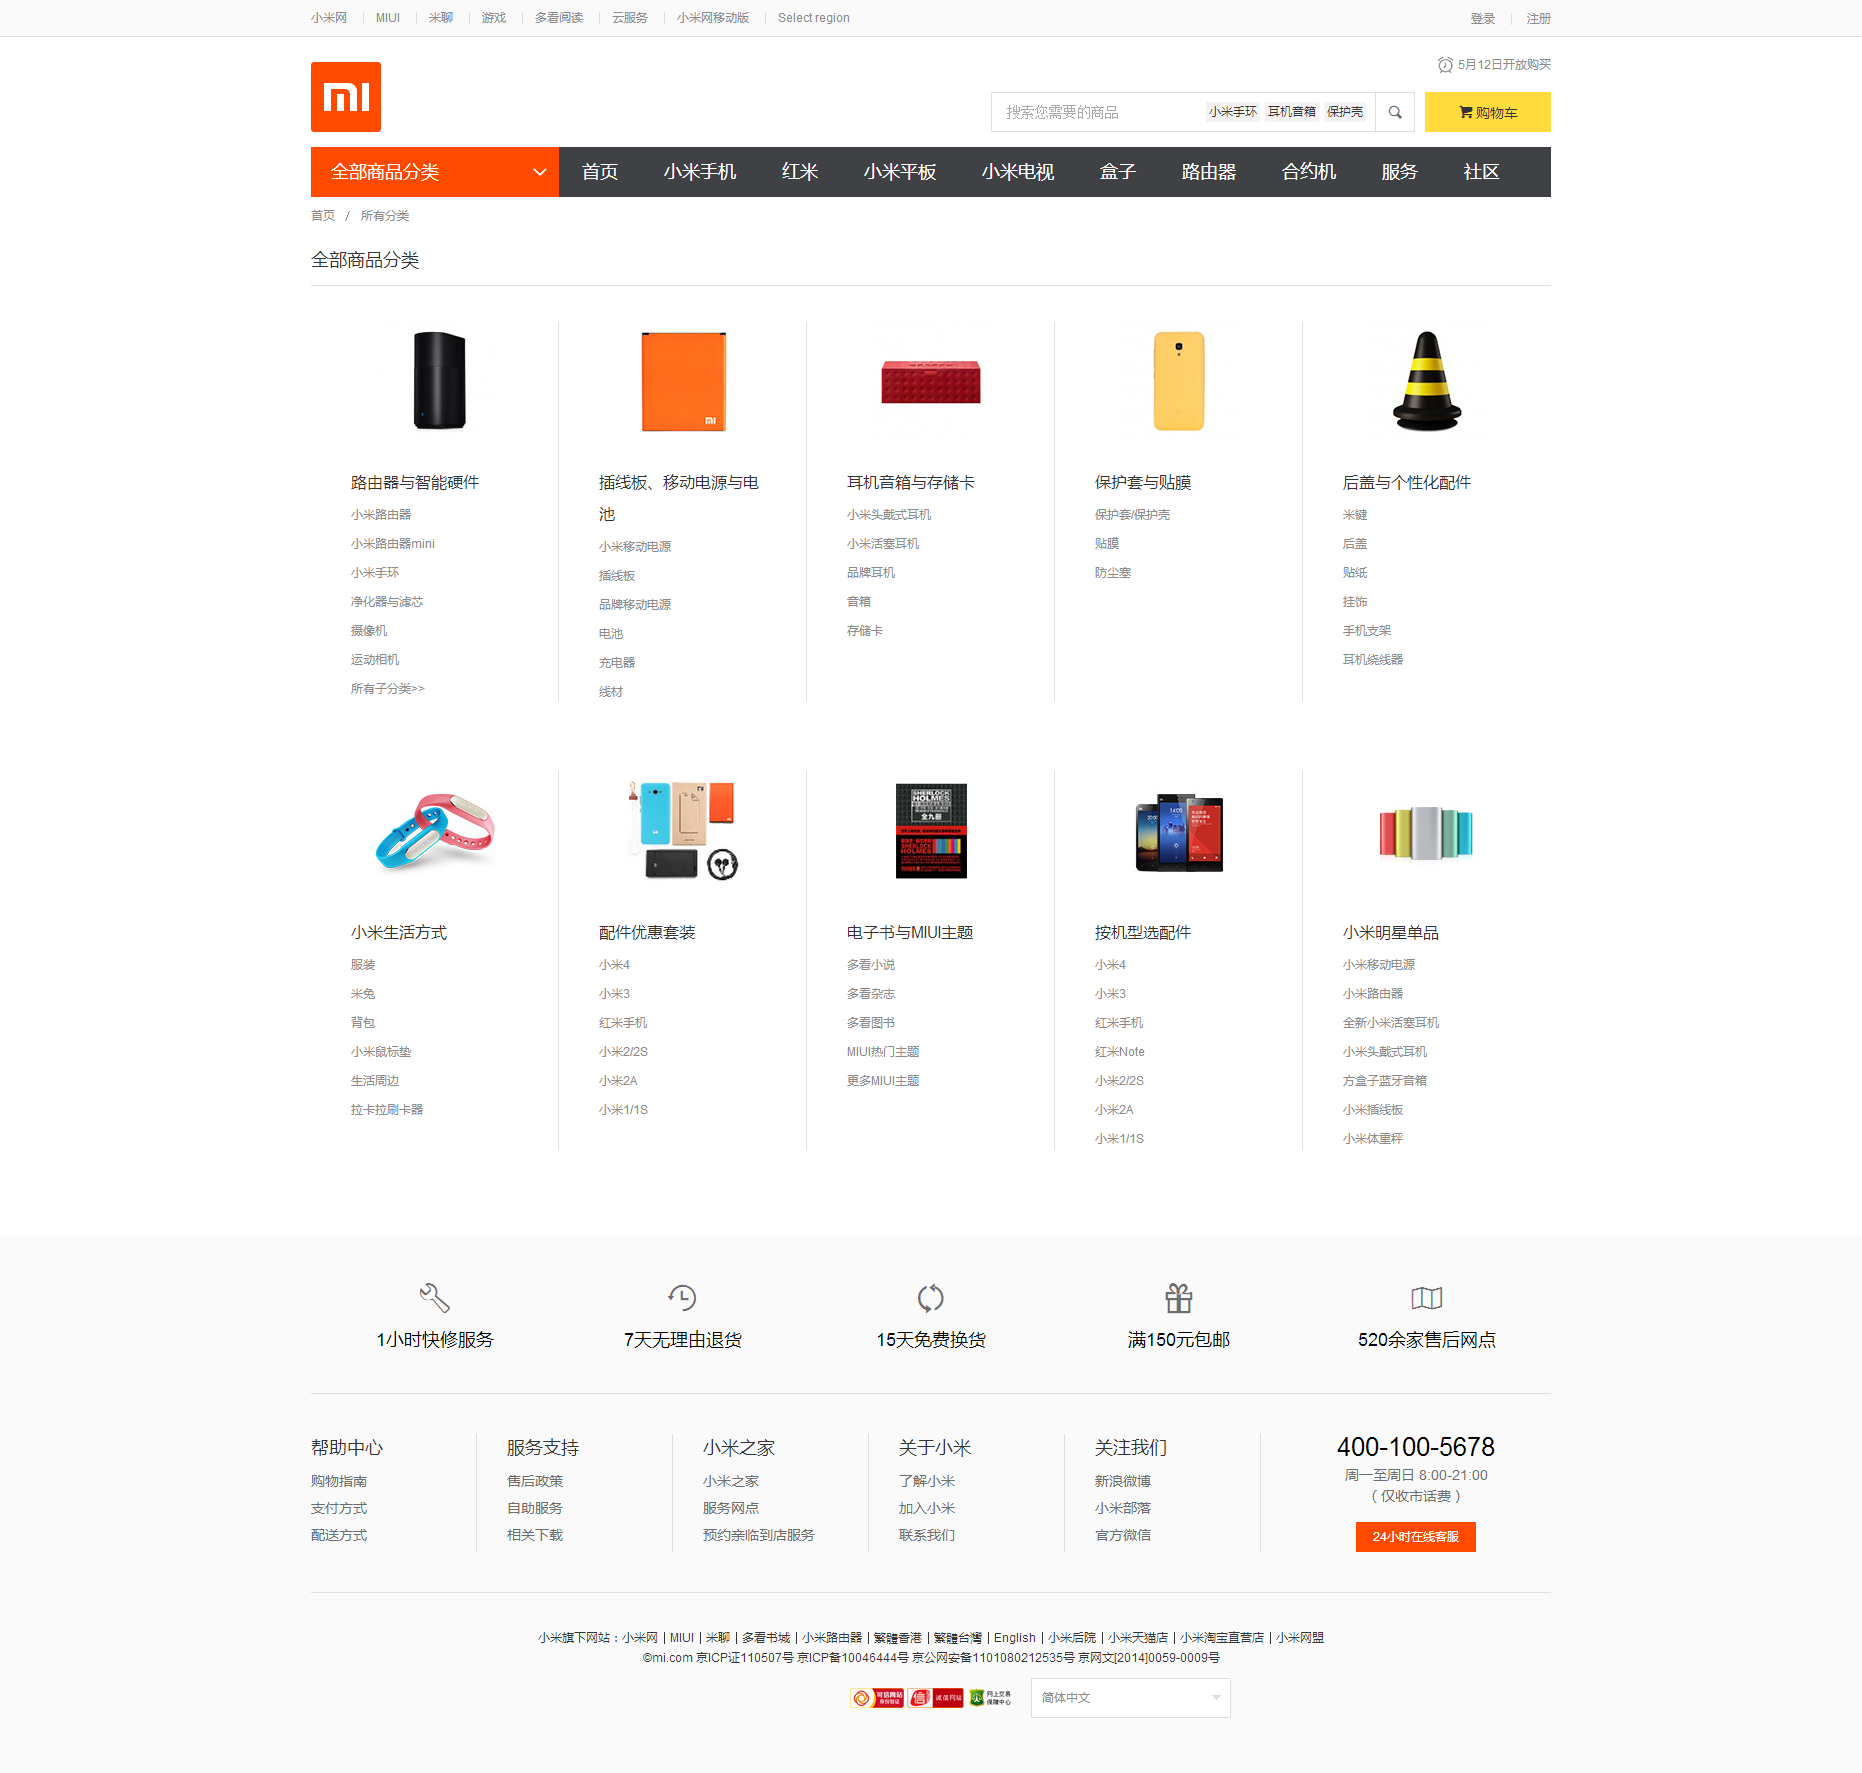 小米网 MIUI 米聊 游戏 多看阅读 云服务 小米网移动版 Select region 登录 注册
5月12日开放购买
搜索您需要的商品 小米手环 耳机音箱 保护壳 购物车
全部商品分类 首页 小米手机 红米 小米平板 小米电视 盒子 路由器 合约机 服务 社区
首页 / 所有分类
全部商品分类
路由器与智能硬件
小米路由器
小米路由器mini
小米手环
净化器与滤芯
摄像机
运动相机
所有子分类>>
插线板、移动电源与电
池
小米移动电源
插线板
品牌移动电源
电池
充电器
线材
耳机音箱与存储卡
小米头戴式耳机
小米活塞耳机
品牌耳机
音箱
存储卡
保护套与贴膜
保护套/保护壳
贴膜
防尘塞
后盖与个性化配件
米键
后盖
贴纸
挂饰
手机支架
耳机绕线器
小米生活方式
服装
米兔
背包
小米鼠标垫
生活周边
拉卡拉刷卡器
配件优惠套装
小米4
小米3
红米手机
小米2/2S
小米2A
小米1/1S
SHERLOCK
HOLMES
全九册
电子书与MIUI主题
多看小说
多看杂志
多看图书
MIUI热门主题
更多MIUI主题
按机型选配件
小米4
小米3
红米手机
红米Note
小米2/2S
小米2A
小米1/1S
小米明星单品
小米移动电源
小米路由器
全新小米活塞耳机
小米头戴式耳机
方盒子蓝牙音箱
小米插线板
小米体重秤
1小时快修服务 7天无理由退货 15天免费换货 满150元包邮 520余家售后网点
帮助中心
购物指南
支付方式
配送方式
服务支持
售后政策
自助服务
相关下载
小米之家
小米之家
服务网点
预约亲临到店服务
关于小米
了解小米
加入小米
联系我们
关注我们
新浪微博
小米部落
官方微信
400-100-5678
周一至周日 8:00-21:00
（仅收市话费）
24小时在线客服
小米旗下网站：小米网 | MIUI | 米聊 | 多看书城 | 小米路由器 | 繁體香港 | 繁體台灣 | English | 小米后院 | 小米天猫店 | 小米淘宝直营店 | 小米网盟
©mi.com 京ICP证110507号 京ICP备10046444号 京公网安备1101080212535号 京网文[2014]0059-0009号
可信网站 身份验证 诚信网站 网上交易 保障中心 简体中文